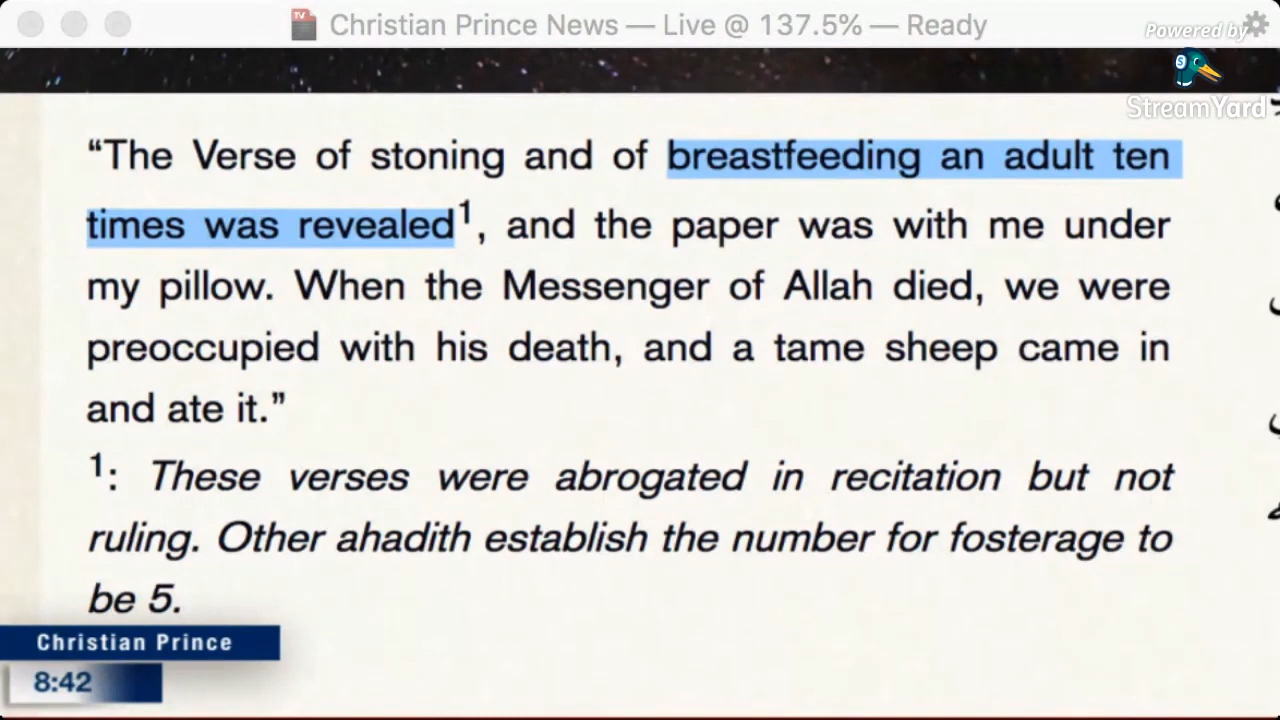 Christian Prince News — Live @ 137.5% — Ready
Powered by
StreamYard
“The Verse of stoning and of breastfeeding an adult ten
times was revealed¹, and the paper was with me under
my pillow. When the Messenger of Allah died, we were
preoccupied with his death, and a tame sheep came in
and ate it.”
¹: These verses were abrogated in recitation but not
ruling. Other ahadith establish the number for fosterage to
be 5.
Christian Prince
8:42